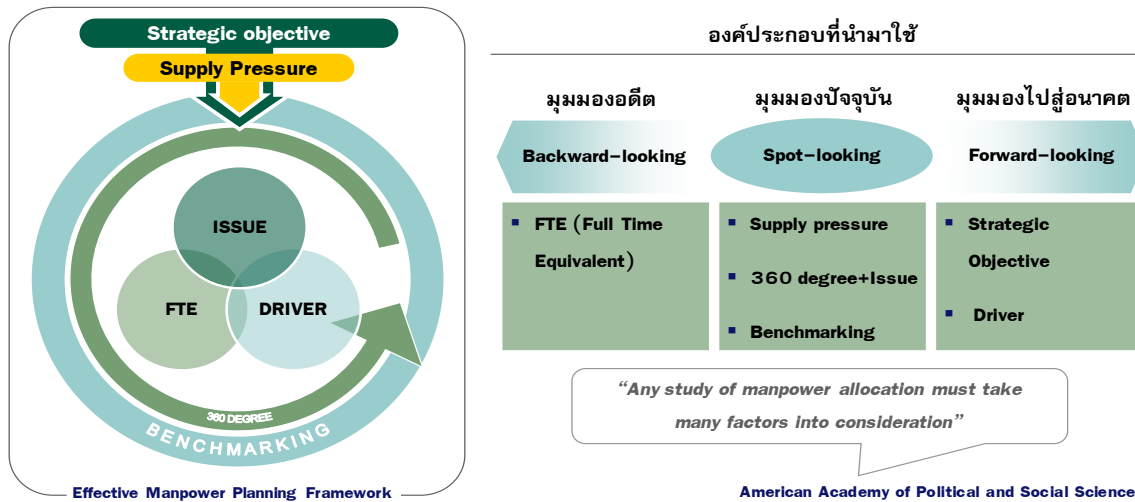 Strategic objective
Supply Pressure
ISSUE
FTE
DRIVER
360 DEGREE
BENCHMARKING
Effective Manpower Planning Framework
องค์ประกอบที่นำมาใช้
มุมมองอดีต
Backward-looking
▪ FTE (Full Time
Equivalent)
มุมมองปัจจุบัน
Spot-looking
▪ Supply pressure
▪ 360 degree+Issue
▪ Benchmarking
มุมมองไปสู่อนาคต
Forward-looking
▪ Strategic
Objective
▪ Driver
“Any study of manpower allocation must take
many factors into consideration”
American Academy of Political and Social Science